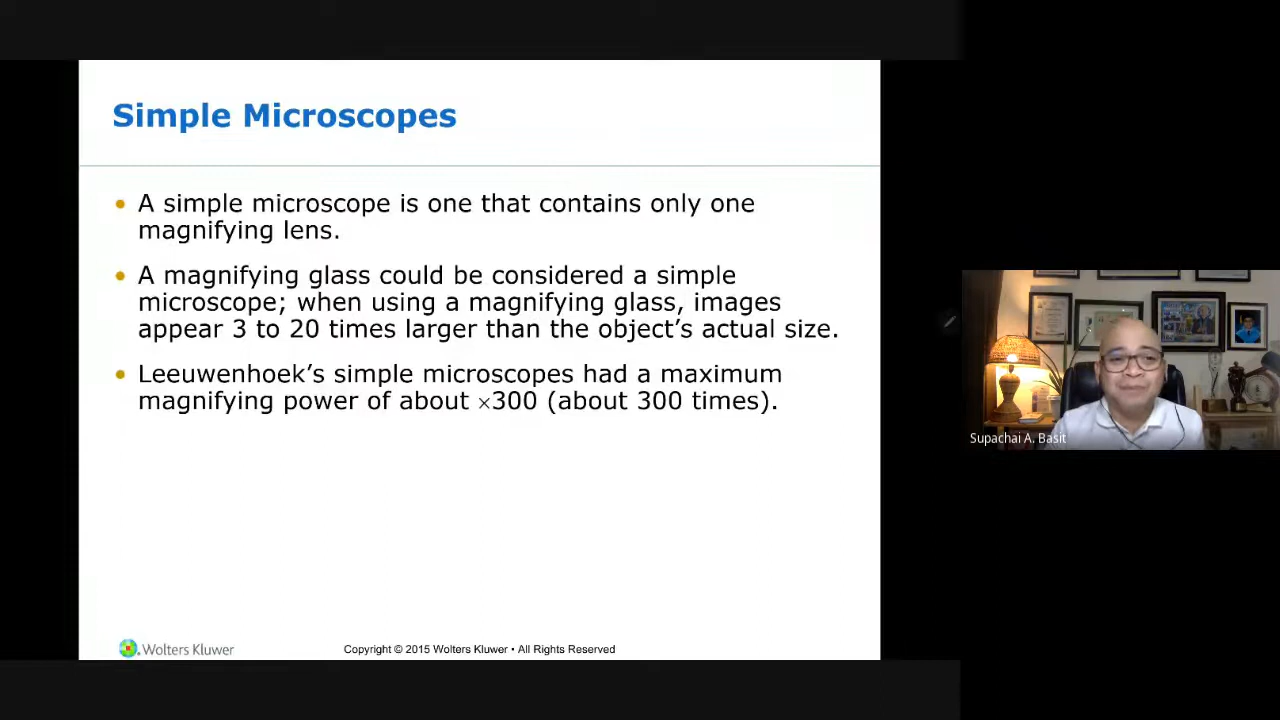 Simple Microscopes
• A simple microscope is one that contains only one
magnifying lens.
• A magnifying glass could be considered a simple
microscope; when using a magnifying glass, images
appear 3 to 20 times larger than the object’s actual size.
• Leeuwenhoek’s simple microscopes had a maximum
magnifying power of about ×300 (about 300 times).
Supachai A. Basit
Wolters Kluwer
Copyright © 2015 Wolters Kluwer • All Rights Reserved